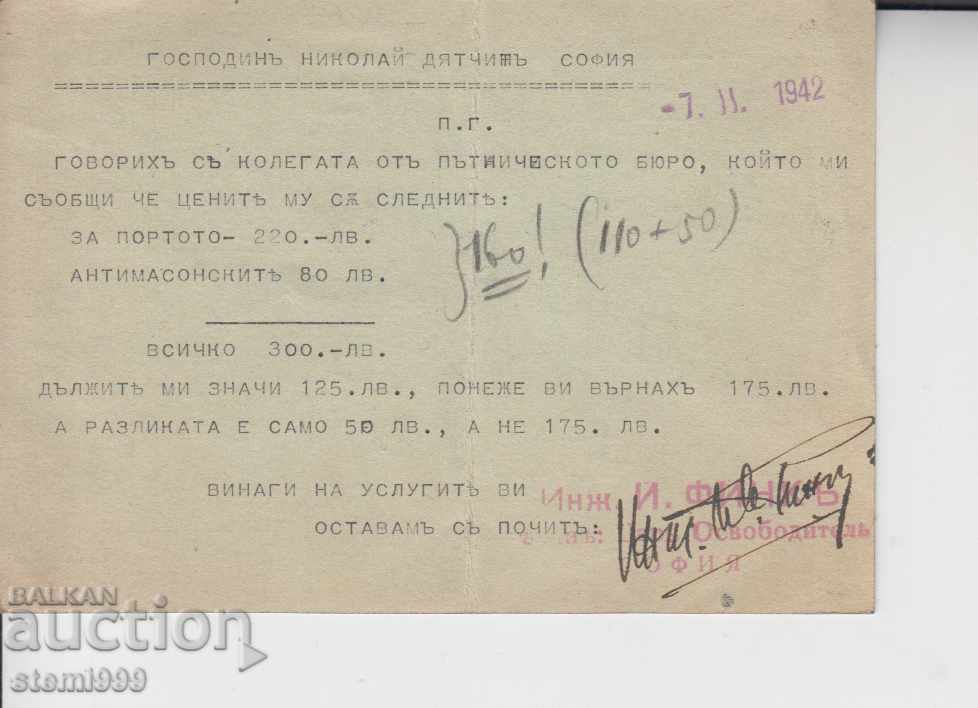 ГОСПОДИНЪ НИКОЛАЙ ДЯТЧИНЪ СОФИЯ
======================================
-7. II. 1942
П.Г.
ГОВОРИХЪ СЪ КОЛЕГАТА ОТЪ ПЪТНИЧЕСКОТО БЮРО, КОЙТО МИ
СЪОБЩИ ЧЕ ЦЕНИТѢ МУ СѪ СЛЕДНИТѢ:
ЗА ПОРТОТО- 220.-ЛВ.
АНТИМАСОНСКИТѢ 80 ЛВ.
} 160! (110 + 50)
ВСИЧКО 300.-ЛВ.
ДЪЛЖИТѢ МИ ЗНАЧИ 125.ЛВ., ПОНЕЖЕ ВИ ВЪРНАХЪ 175.ЛВ.
А РАЗЛИКАТА Е САМО 50 ЛВ., А НЕ 175. ЛВ.
ВИНАГИ НА УСЛУГИТѢ ВИ
ОСТАВАМЪ СЪ ПОЧИТЬ:
Инж. И.
Освободитель
СОФИЯ
BALKAN
auction
stemi999